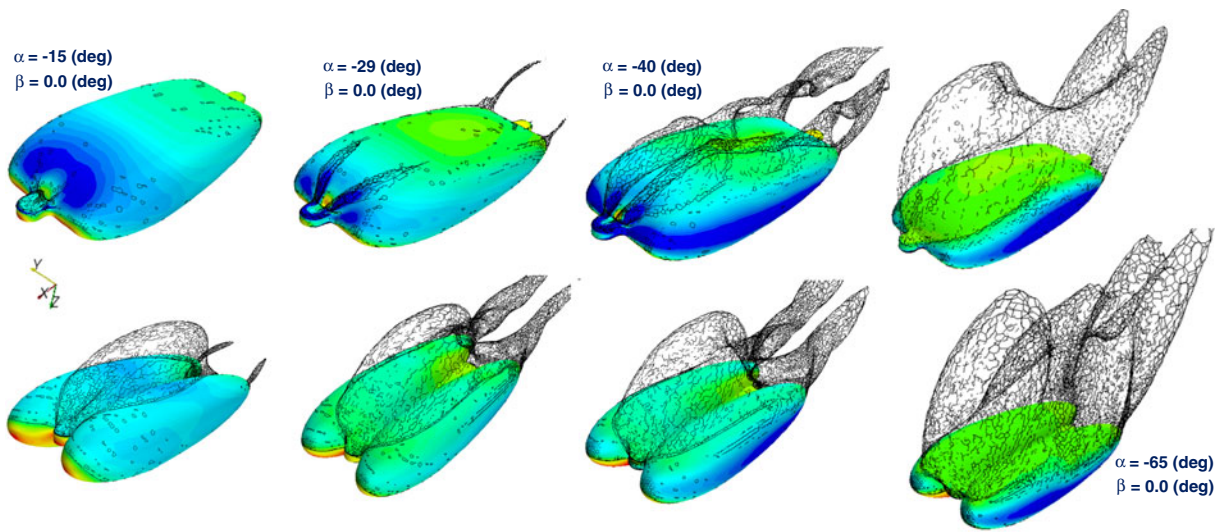 α = -15 (deg)
β = 0.0 (deg)
α = -29 (deg)
β = 0.0 (deg)
α = -40 (deg)
β = 0.0 (deg)
Y
X
Z
α = -65 (deg)
β = 0.0 (deg)